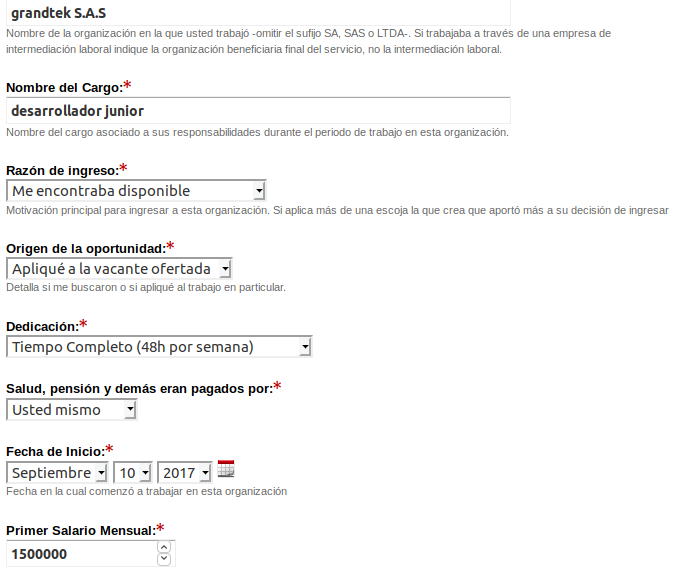 grandtek S.A.S
Nombre de la organización en la que usted trabajó -omitir el sufijo SA, SAS o LTDA-. Si trabajaba a través de una empresa de
intermediación laboral indique la organización beneficiaria final del servicio, no la intermediación laboral.
Nombre del Cargo:*
desarrollador junior
Nombre del cargo asociado a sus responsabilidades durante el periodo de trabajo en esta organización.
Razón de ingreso:*
Me encontraba disponible
Motivación principal para ingresar a esta organización. Si aplica más de una escoja la que crea que aportó más a su decisión de ingresar
Origen de la oportunidad:*
Apliqué a la vacante ofertada
Detalla si me buscaron o si apliqué al trabajo en particular.
Dedicación:*
Tiempo Completo (48h por semana)
Salud, pensión y demás eran pagados por:*
Usted mismo
Fecha de Inicio:*
Septiembre 10 2017
Fecha en la cual comenzó a trabajar en esta organización
Primer Salario Mensual:*
1500000